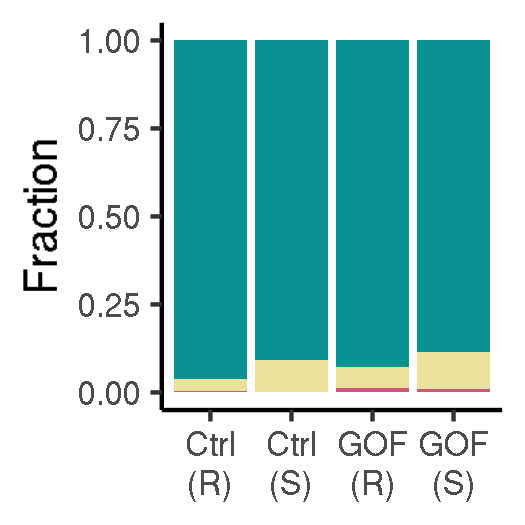 Fraction
1.00
0.75
0.50
0.25
0.00
Ctrl Ctrl GOF GOF
(R) (S) (R) (S)